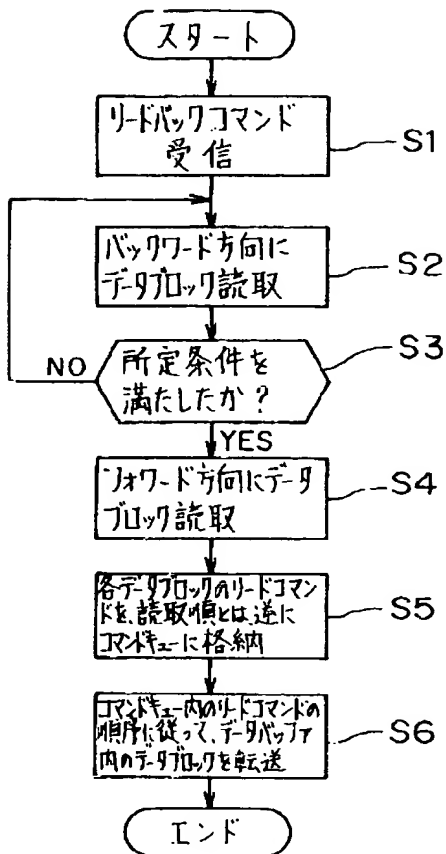 スタート
リードバックコマンド
受信
S1
バックワード方向に
データブロック読取
S2
所定条件を
満たしたか?
S3
NO
YES
フォワード方向にデータ
ブロック読取
S4
各データブロックのリードコマン
ドを、読取順とは逆に
コマンドキューに格納
S5
コマンドキュー内のリードコマンドの
順序に従って、データバッファ
内のデータブロックを転送
S6
エンド